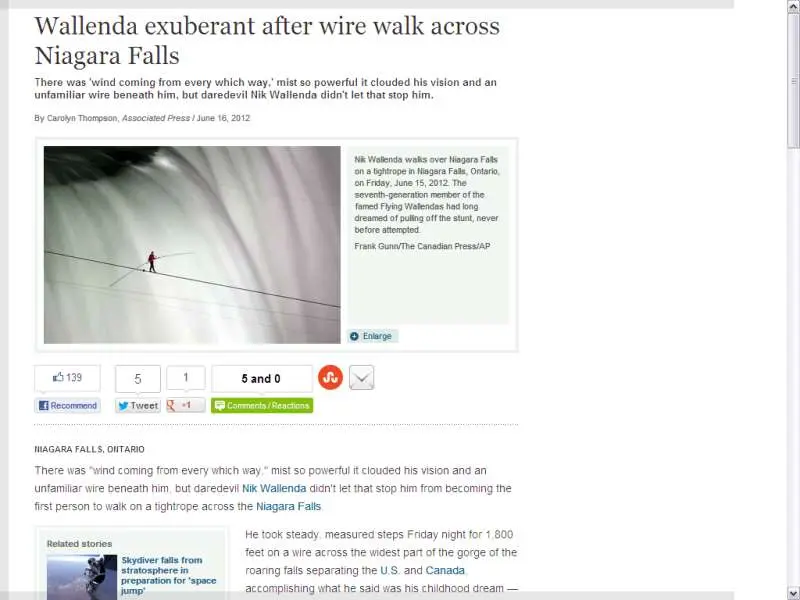 Wallenda exuberant after wire walk across
Niagara Falls
There was 'wind coming from every which way,' mist so powerful it clouded his vision and an
unfamiliar wire beneath him, but daredevil Nik Wallenda didn't let that stop him.
By Carolyn Thompson, Associated Press / June 16, 2012
Nik Wallenda walks over Niagara Falls
on a tightrope in Niagara Falls, Ontario,
on Friday, June 15, 2012. The
seventh-generation member of the
famed Flying Wallendas had long
dreamed of pulling off the stunt, never
before attempted.
Frank Gunn/The Canadian Press/AP
Enlarge
139
5
1
5 and 0
Recommend
Tweet
+1
Comments / Reactions
NIAGARA FALLS, ONTARIO
There was "wind coming from every which way," mist so powerful it clouded his vision and an
unfamiliar wire beneath him, but daredevil Nik Wallenda didn't let that stop him from becoming the
first person to walk on a tightrope across the Niagara Falls.
Related stories
Skydiver falls from
stratosphere in
preparation for 'space
jump'
He took steady, measured steps Friday night for 1,800
feet on a wire across the widest part of the gorge of the
roaring falls separating the U.S. and Canada,
accomplishing what he said was his childhood dream —